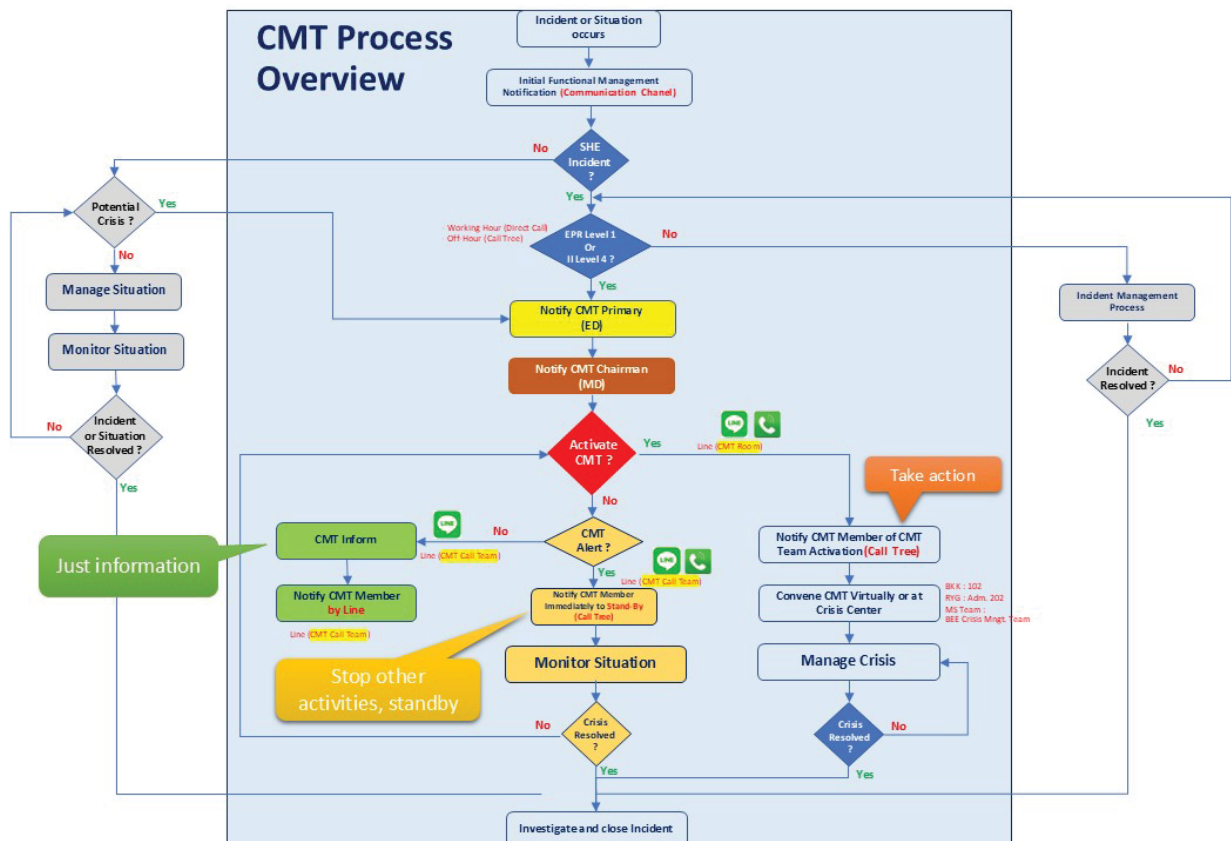 CMT Process
Overview
Incident or Situation
occurs
Initial Functional Management
Notification (Communication Chanel)
SHE
Incident
?
No
Yes
Potential
Crisis ?
Yes
No
Manage Situation
Monitor Situation
Incident
or Situation
Resolved ?
No
Yes
- Working Hour (Direct Call)
- Off-Hour (Call Tree)
EPR Level 1
Or
II Level 4 ?
No
Yes
Incident Management
Process
Incident
Resolved ?
No
Yes
Notify CMT Primary
(ED)
Notify CMT Chairman
(MD)
Activate
CMT ?
Yes
No
LINE
Line (CMT Room)
Take action
Notify CMT Member of CMT
Team Activation (Call Tree)
Convene CMT Virtually or at
Crisis Center
BKK : 102
RYG : Adm. 202
MS Team :
BEE Crisis Mngt. Team
Manage Crisis
Crisis
Resolved
?
No
Yes
CMT
Alert ?
No
Yes
LINE
Line (CMT Call Team)
CMT Inform
Just information
Notify CMT Member
by Line
Line (CMT Call Team)
LINE
Line (CMT Call Team)
Notify CMT Member
Immediately to Stand-By
(Call Tree)
Stop other
activities, standby
Monitor Situation
Crisis
Resolved
?
No
Yes
Investigate and close Incident